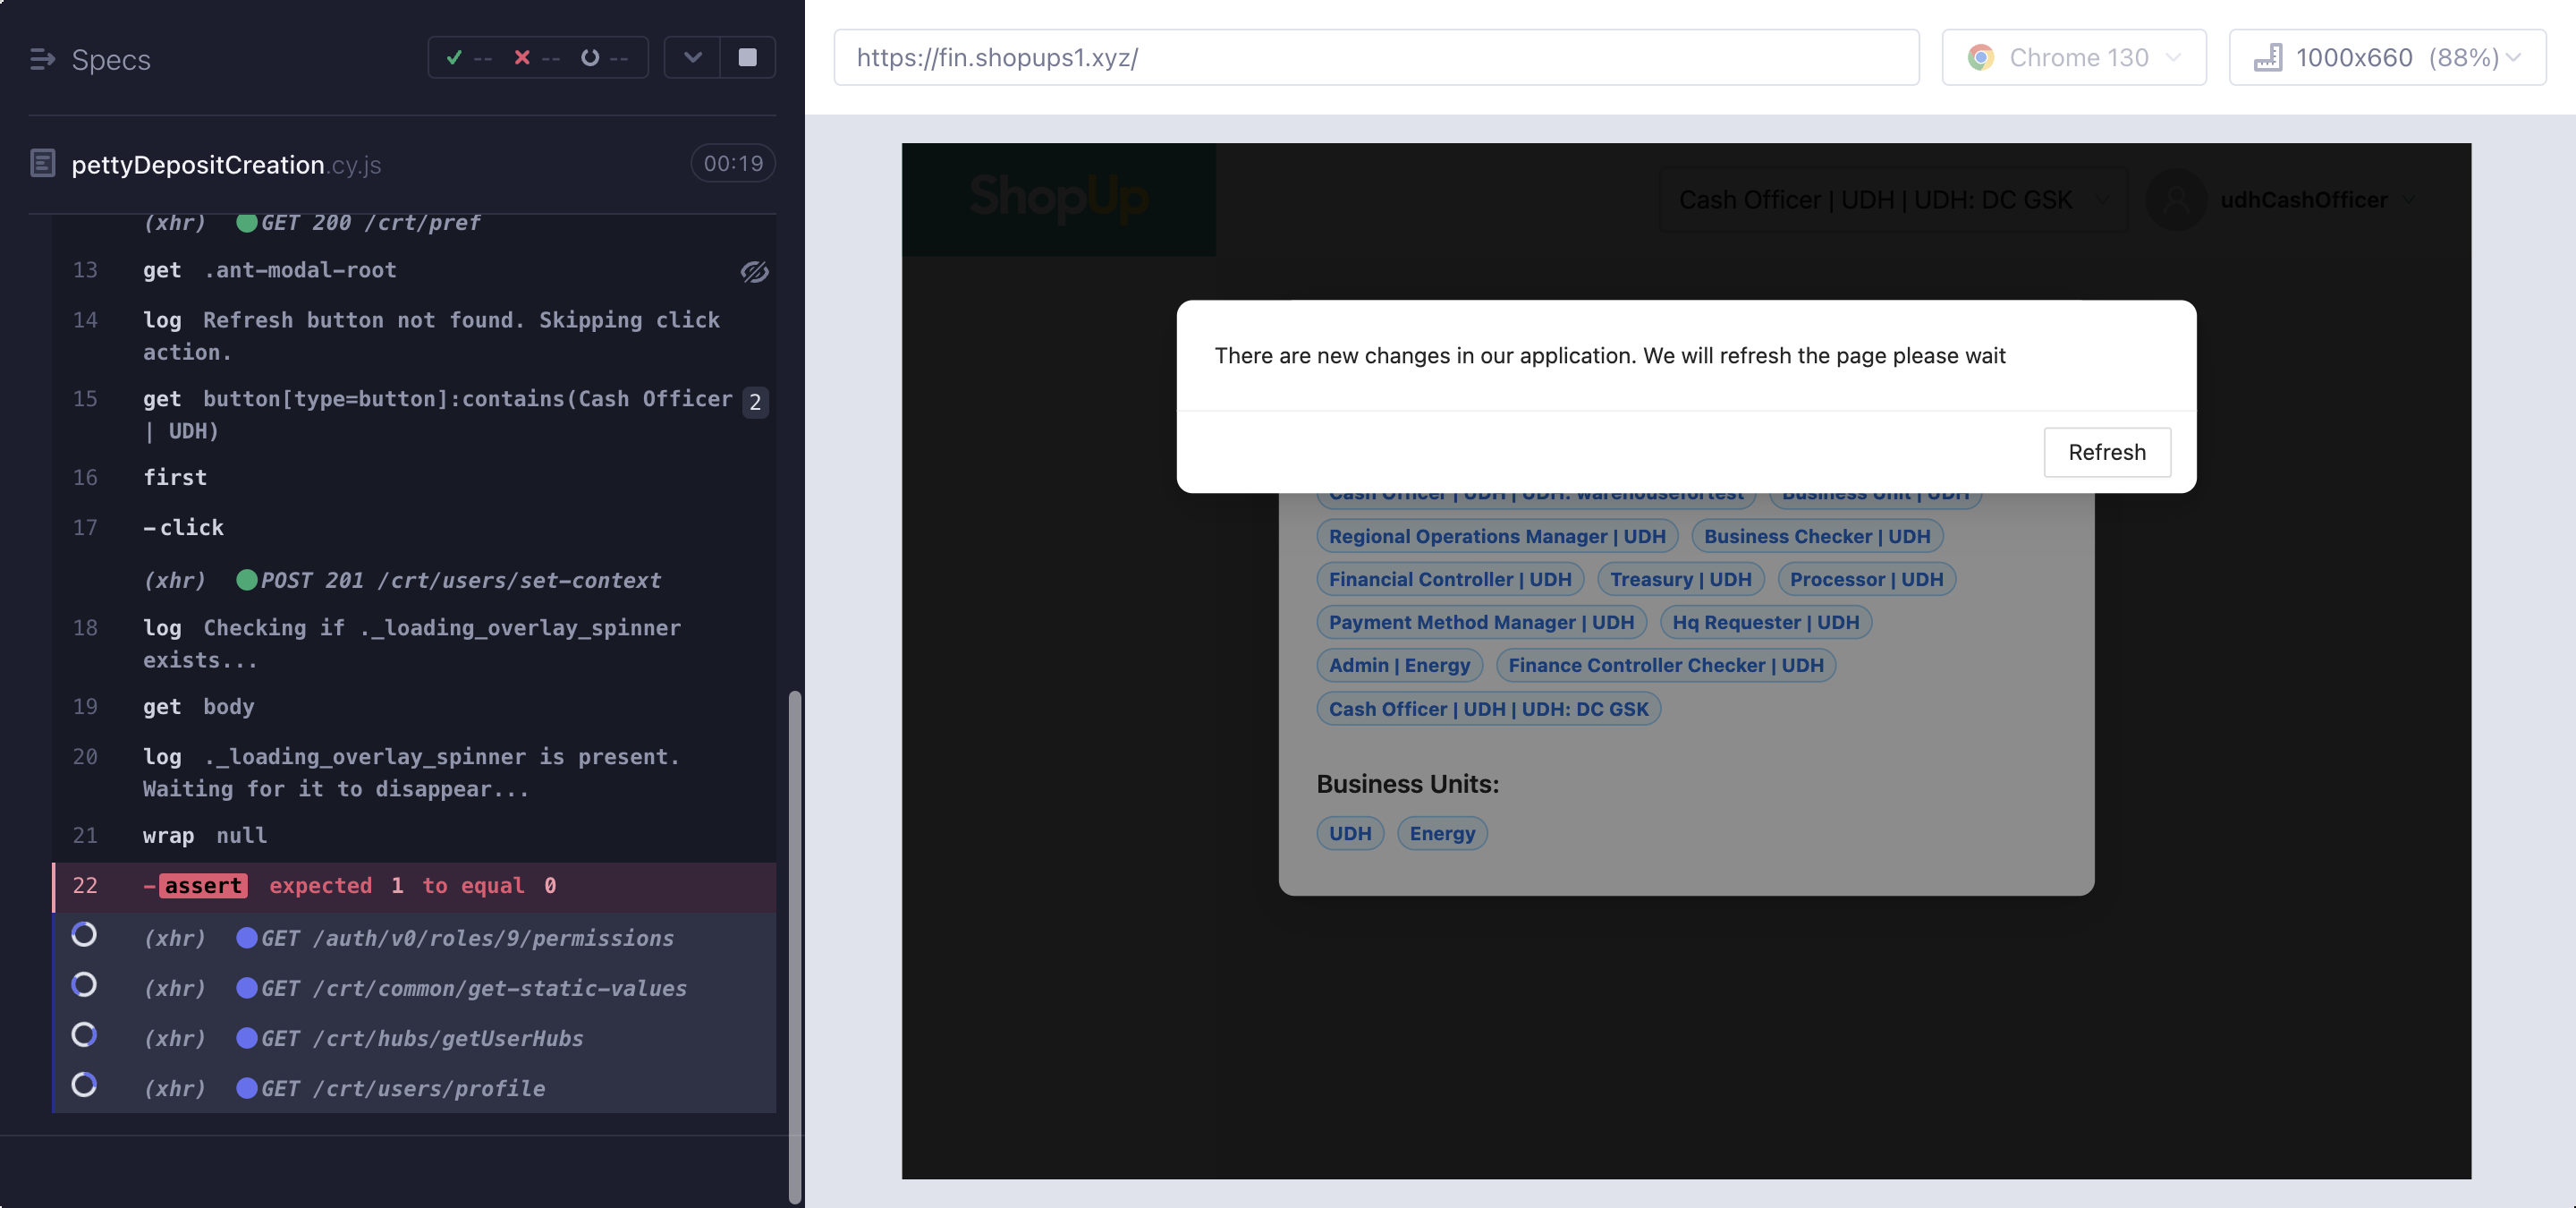 Specs
-- -- --
pettyDepositCreation.cy.js
00:19
(xhr) GET 200 /crt/pref
13 get .ant-modal-root
14 log Refresh button not found. Skipping click
action.
15 get button[type=button]:contains(Cash Officer
| UDH)
2
16 first
17 -click
(xhr) POST 201 /crt/users/set-context
18 log Checking if ._loading_overlay_spinner
exists...
19 get body
20 log ._loading_overlay_spinner is present.
Waiting for it to disappear...
21 wrap null
22 -assert expected 1 to equal 0
(xhr) GET /auth/v0/roles/9/permissions
(xhr) GET /crt/common/get-static-values
(xhr) GET /crt/hubs/getUserHubs
(xhr) GET /crt/users/profile
https://fin.shopups1.xyz/
Chrome 130
1000x660 (88%)
ShopUp
Cash Officer | UDH | UDH: DC GSK
udhCashOfficer
There are new changes in our application. We will refresh the page please wait
Refresh
Cash Officer | UDH | UDH: warehousefortest Business Unit | UDH
Regional Operations Manager | UDH Business Checker | UDH
Financial Controller | UDH Treasury | UDH Processor | UDH
Payment Method Manager | UDH Hq Requester | UDH
Admin | Energy Finance Controller Checker | UDH
Cash Officer | UDH | UDH: DC GSK
Business Units:
UDH Energy